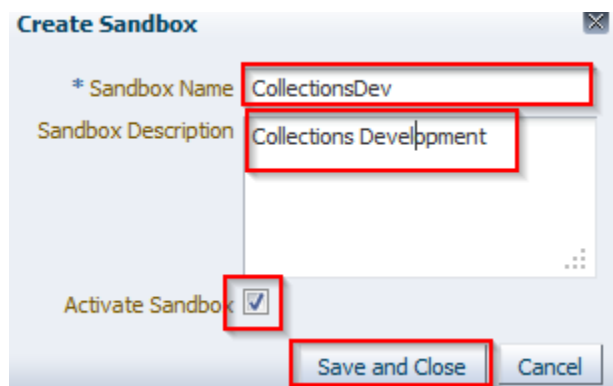 Create Sandbox
* Sandbox Name CollectionsDev
Sandbox Description Collections Development
Activate Sandbox
Save and Close Cancel